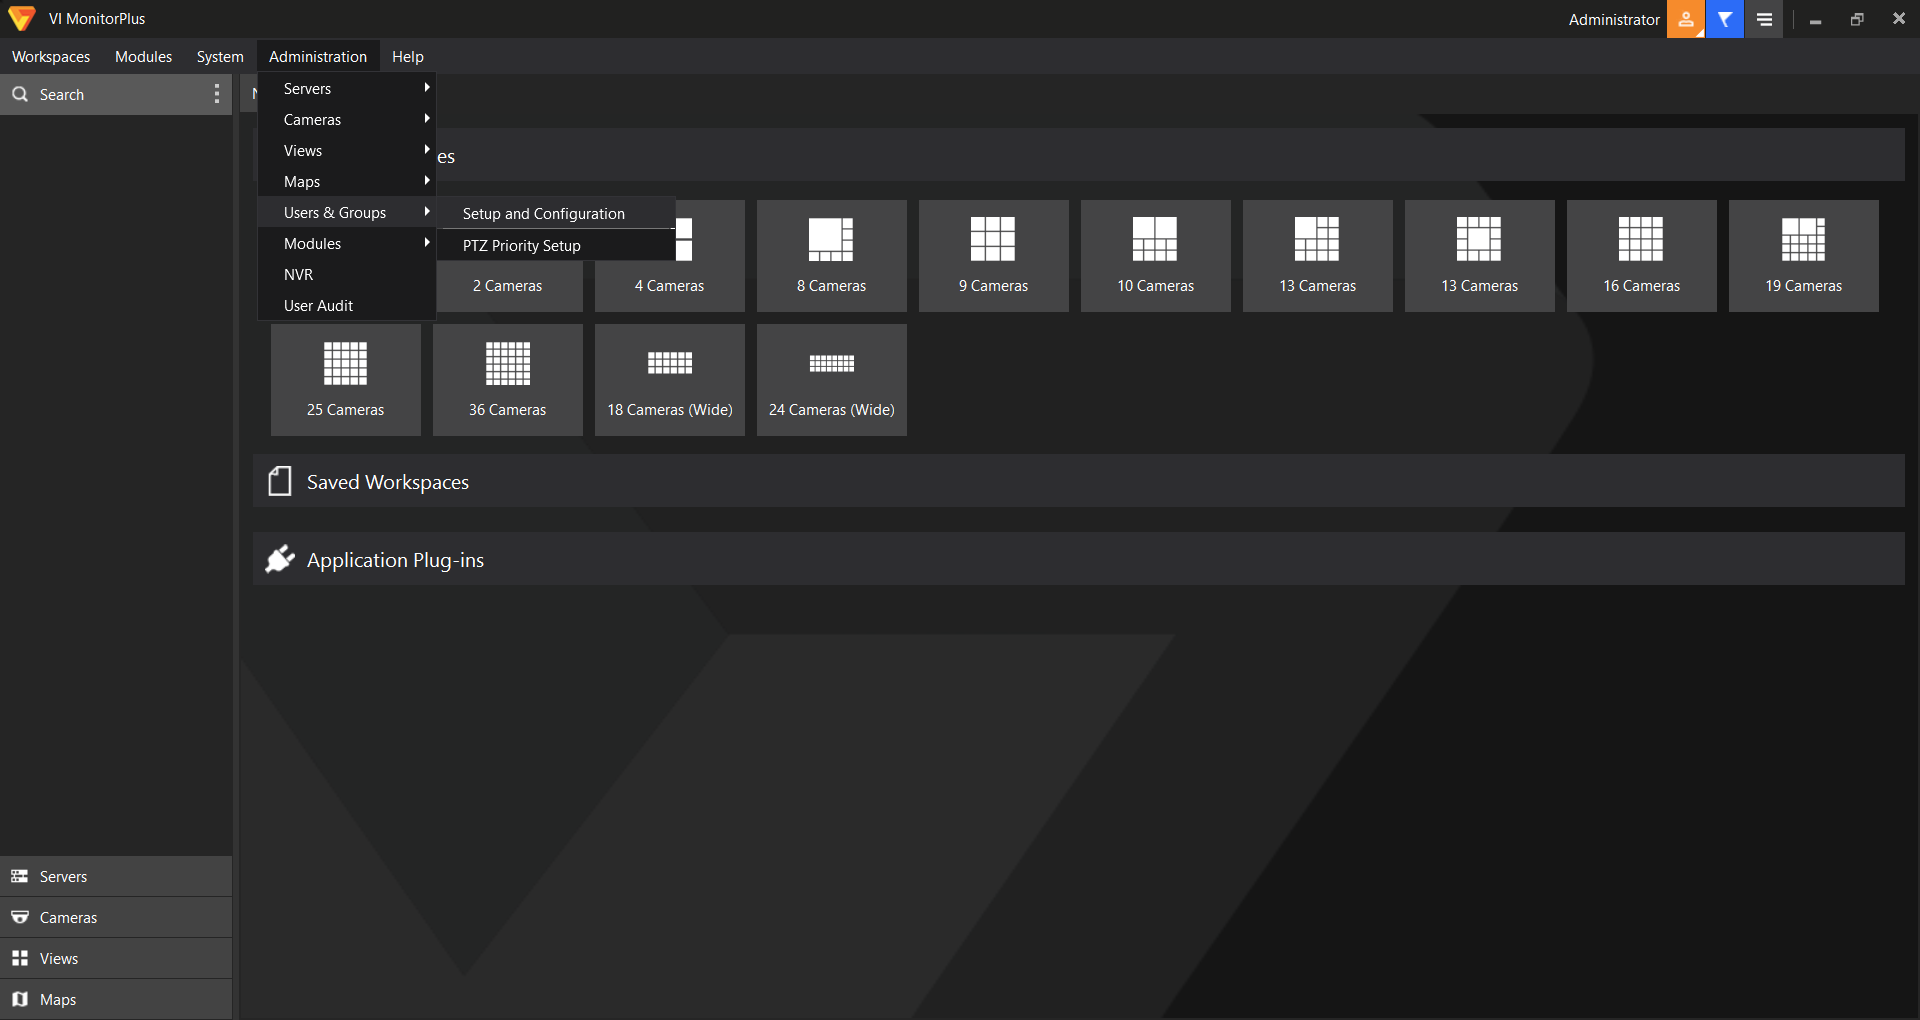 VI MonitorPlus
Administrator
Workspaces Modules System Administration Help
Search
Servers
Cameras
Views
Maps
Users & Groups
Modules
NVR
User Audit
Setup and Configuration
PTZ Priority Setup
es
2 Cameras
4 Cameras
8 Cameras
9 Cameras
10 Cameras
13 Cameras
13 Cameras
16 Cameras
19 Cameras
25 Cameras
36 Cameras
18 Cameras (Wide)
24 Cameras (Wide)
Saved Workspaces
Application Plug-ins
Servers
Cameras
Views
Maps